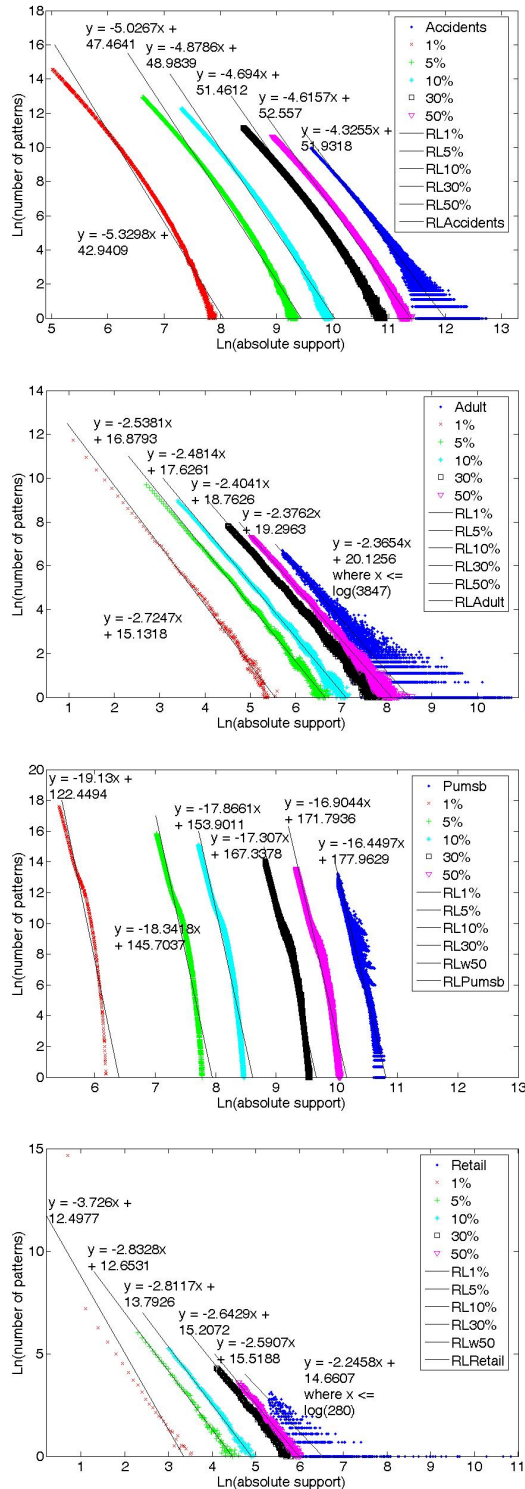 18
16
14
12
10
8
6
4
2
0
Ln(number of patterns)
y = -5.0267x +
47.4641
y = -4.8786x +
48.9839
y = -4.694x +
51.4612
y = -4.6157x +
52.557
y = -4.3255x +
51.9318
y = -5.3298x +
42.9409
Accidents
1%
5%
10%
30%
50%
RL1%
RL5%
RL10%
RL30%
RL50%
RLAccidents
5 6 7 8 9 10 11 12 13
Ln(absolute support)
14
12
10
8
6
4
2
0
Ln(number of patterns)
y = -2.5381x
+ 16.8793
y = -2.4814x
+ 17.6261
y = -2.4041x
+ 18.7626
y = -2.3762x
+ 19.2963
y = -2.3654x
+ 20.1256
where x <=
log(3847)
y = -2.7247x
+ 15.1318
Adult
1%
5%
10%
30%
50%
RL1%
RL5%
RL10%
RL30%
RL50%
RLAdult
1 2 3 4 5 6 7 8 9 10
Ln(absolute support)
20
18
16
14
12
10
8
6
4
2
0
Ln(number of patterns)
y = -19.13x +
122.4494
y = -17.8661x
+ 153.9011
y = -17.307x
+ 167.3378
y = -16.9044x
+ 171.7936
y = -16.4497x
+ 177.9629
y = -18.3418x
+ 145.7037
Pumsb
1%
5%
10%
30%
50%
RL1%
RL5%
RL10%
RL30%
RLw50
RLPumsb
6 7 8 9 10 11 12 13
Ln(absolute support)
15
10
5
0
Ln(number of patterns)
y = -3.726x +
12.4977
y = -2.8328x
+ 12.6531
y = -2.8117x +
13.7926
y = -2.6429x +
15.2072
y = -2.5907x
+ 15.5188
y = -2.2458x +
14.6607
where x <=
log(280)
Retail
1%
5%
10%
30%
50%
RL1%
RL5%
RL10%
RL30%
RLw50
RLRetail
1 2 3 4 5 6 7 8 9 10 11
Ln(absolute support)